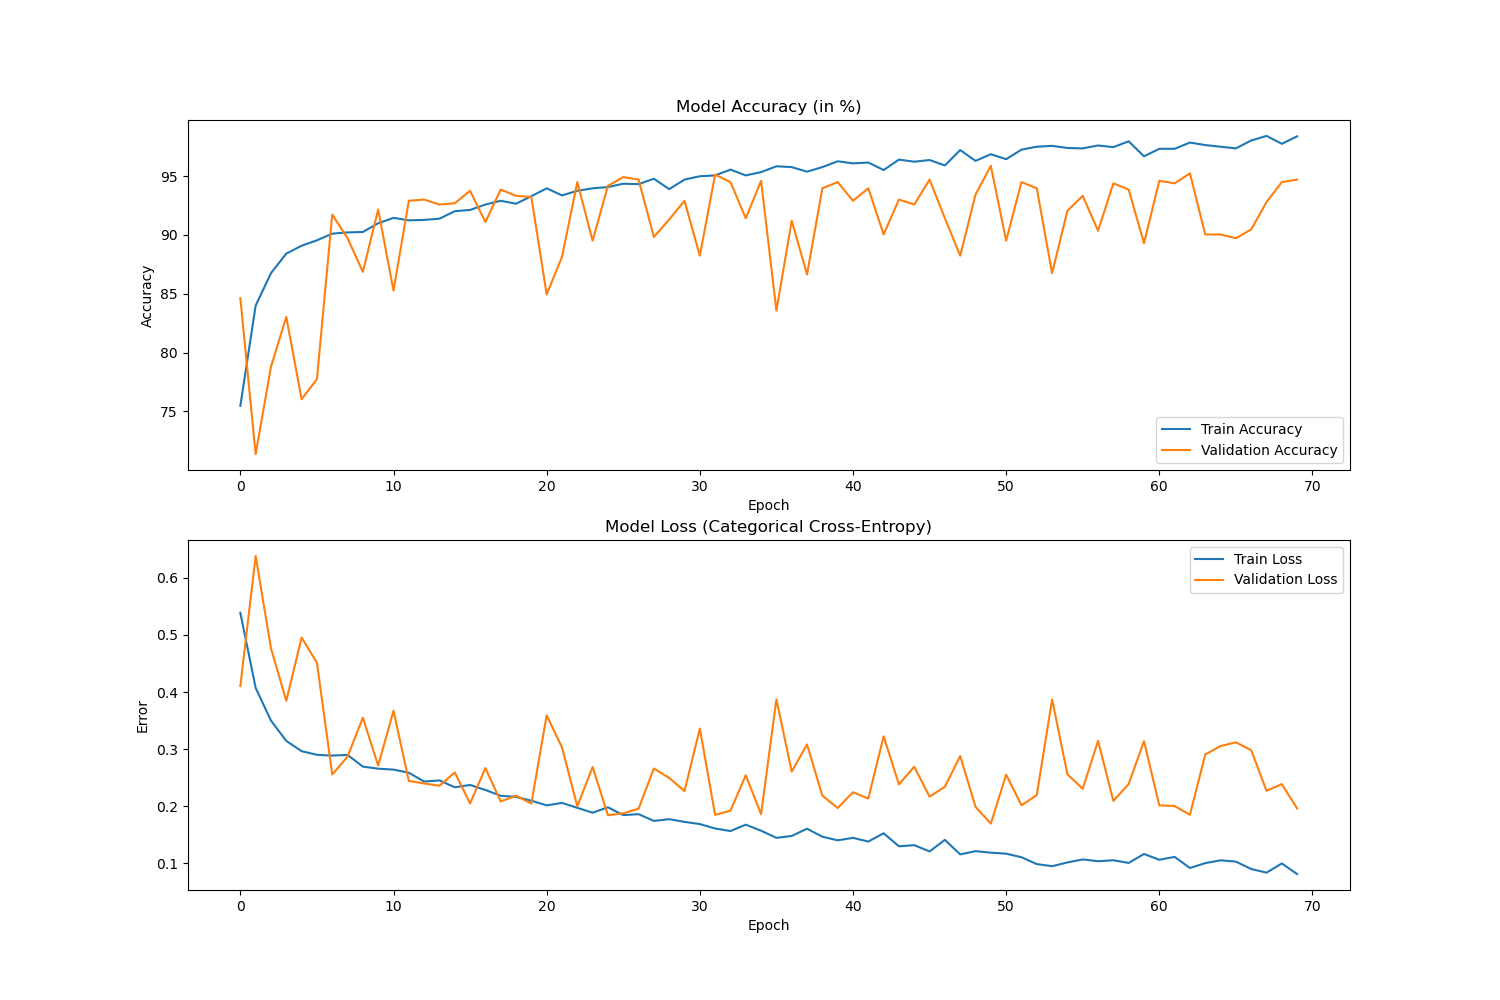 Model Accuracy (in %)
95
90
85
80
75
Accuracy
Train Accuracy
Validation Accuracy
0 10 20 30 40 50 60 70
Epoch
Model Loss (Categorical Cross-Entropy)
Train Loss
Validation Loss
0.6
0.5
0.4
0.3
0.2
0.1
Error
0 10 20 30 40 50 60 70
Epoch